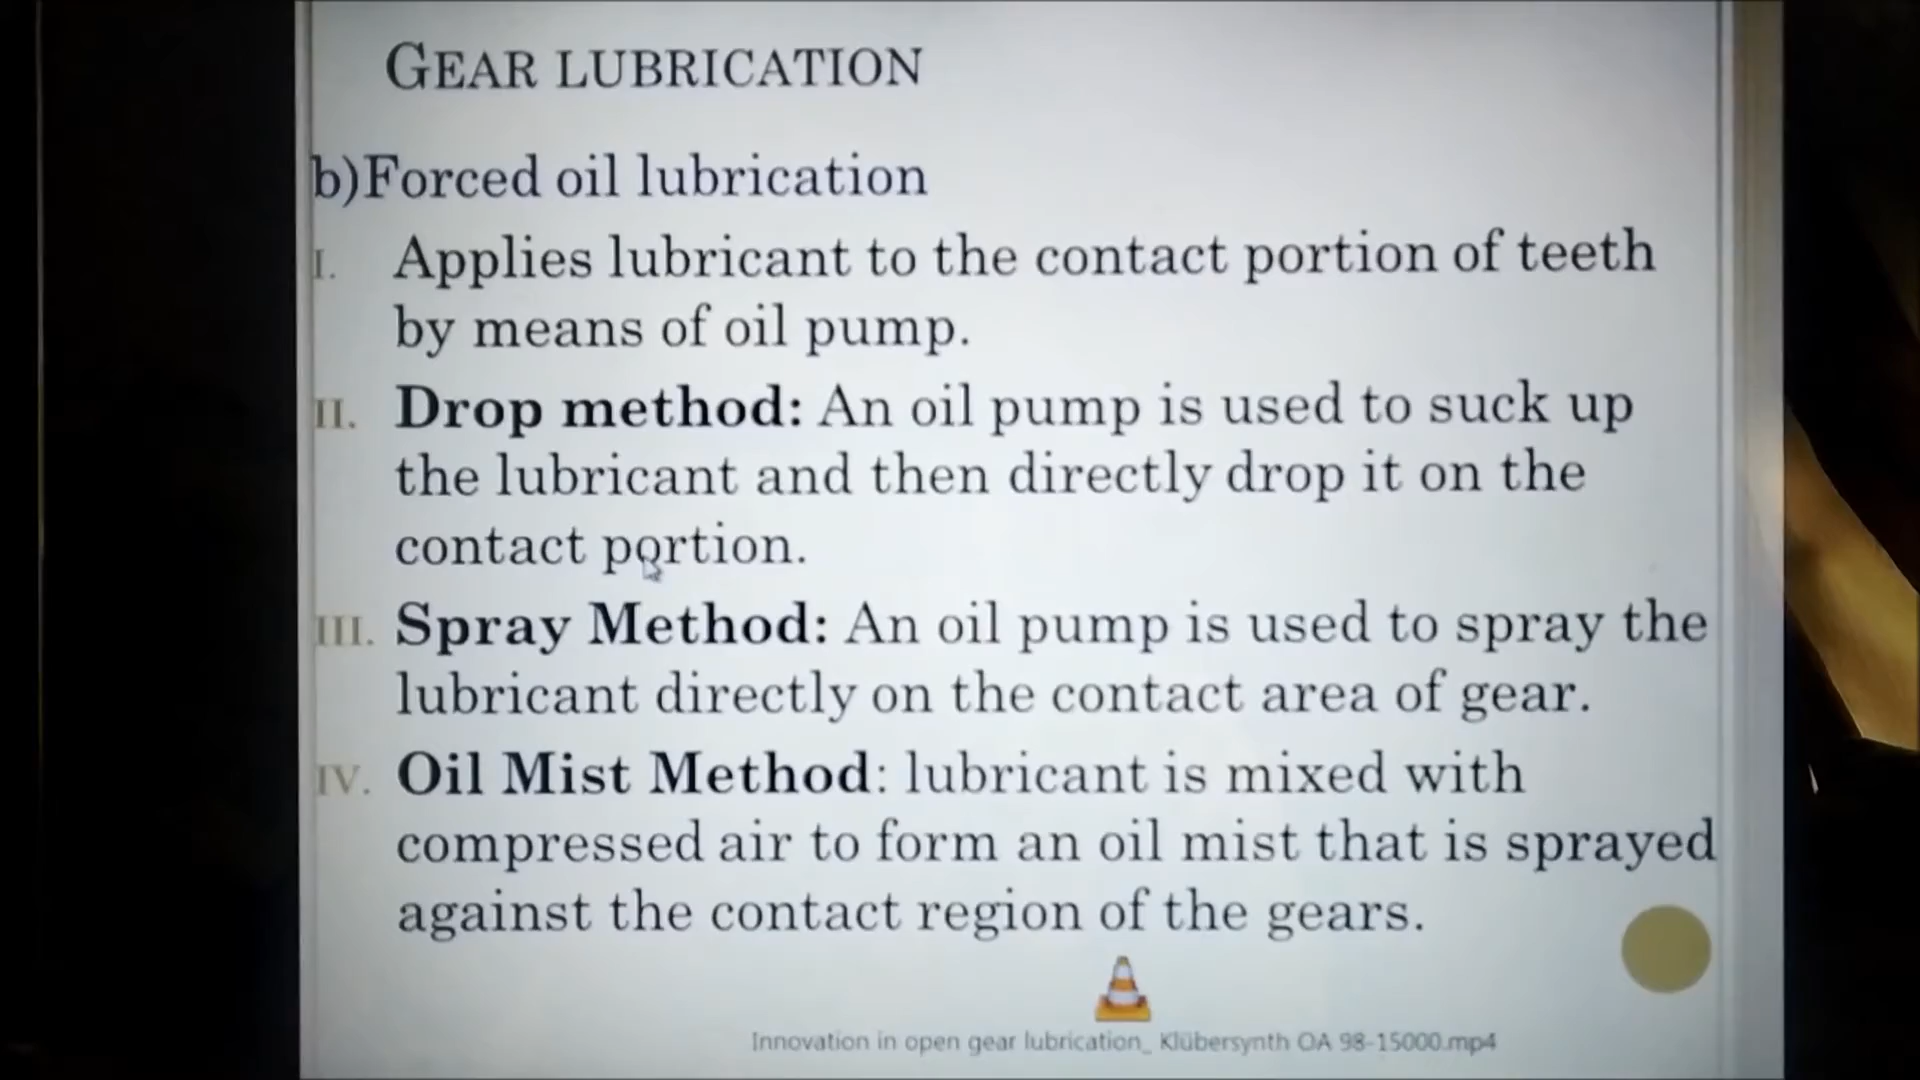 GEAR LUBRICATION
b)Forced oil lubrication
I. Applies lubricant to the contact portion of teeth
by means of oil pump.
II. Drop method: An oil pump is used to suck up
the lubricant and then directly drop it on the
contact portion.
III. Spray Method: An oil pump is used to spray the
lubricant directly on the contact area of gear.
IV. Oil Mist Method: lubricant is mixed with
compressed air to form an oil mist that is sprayed
against the contact region of the gears.
Innovation in open gear lubrication_ Klübersynth OA 98-15000.mp4